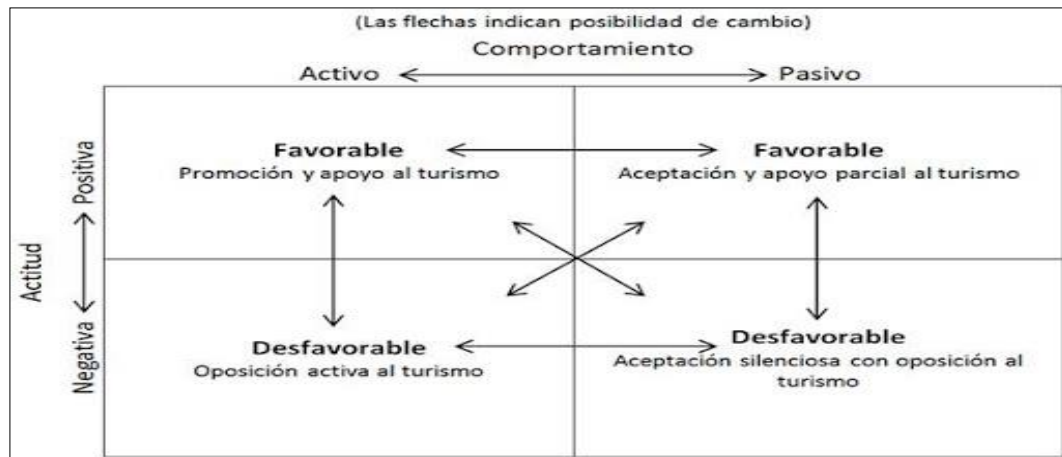 (Las flechas indican posibilidad de cambio)
Comportamiento
Activo
Pasivo
Actitud
Positiva
Negativa
Favorable
Promoción y apoyo al turismo
Favorable
Aceptación y apoyo parcial al turismo
Desfavorable
Oposición activa al turismo
Desfavorable
Aceptación silenciosa con oposición al
turismo